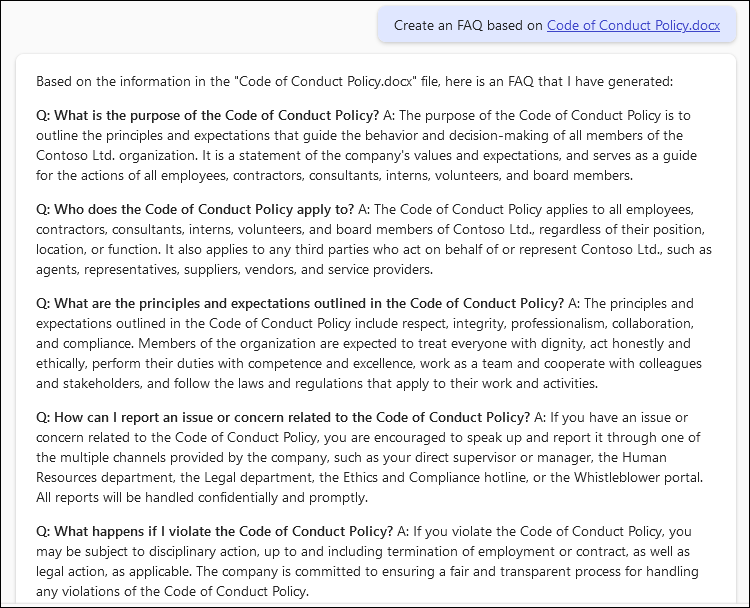 Create an FAQ based on Code of Conduct Policy.docx
Based on the information in the "Code of Conduct Policy.docx" file, here is an FAQ that I have generated:
Q: What is the purpose of the Code of Conduct Policy? A: The purpose of the Code of Conduct Policy is to
outline the principles and expectations that guide the behavior and decision-making of all members of the
Contoso Ltd. organization. It is a statement of the company's values and expectations, and serves as a guide
for the actions of all employees, contractors, consultants, interns, volunteers, and board members.
Q: Who does the Code of Conduct Policy apply to? A: The Code of Conduct Policy applies to all employees,
contractors, consultants, interns, volunteers, and board members of Contoso Ltd., regardless of their position,
location, or function. It also applies to any third parties who act on behalf of or represent Contoso Ltd., such as
agents, representatives, suppliers, vendors, and service providers.
Q: What are the principles and expectations outlined in the Code of Conduct Policy? A: The principles and
expectations outlined in the Code of Conduct Policy include respect, integrity, professionalism, collaboration,
and compliance. Members of the organization are expected to treat everyone with dignity, act honestly and
ethically, perform their duties with competence and excellence, work as a team and cooperate with colleagues
and stakeholders, and follow the laws and regulations that apply to their work and activities.
Q: How can I report an issue or concern related to the Code of Conduct Policy? A: If you have an issue or
concern related to the Code of Conduct Policy, you are encouraged to speak up and report it through one of
the multiple channels provided by the company, such as your direct supervisor or manager, the Human
Resources department, the Legal department, the Ethics and Compliance hotline, or the Whistleblower portal.
All reports will be handled confidentially and promptly.
Q: What happens if I violate the Code of Conduct Policy? A: If you violate the Code of Conduct Policy, you
may be subject to disciplinary action, up to and including termination of employment or contract, as well as
legal action, as applicable. The company is committed to ensuring a fair and transparent process for handling
any violations of the Code of Conduct Policy.